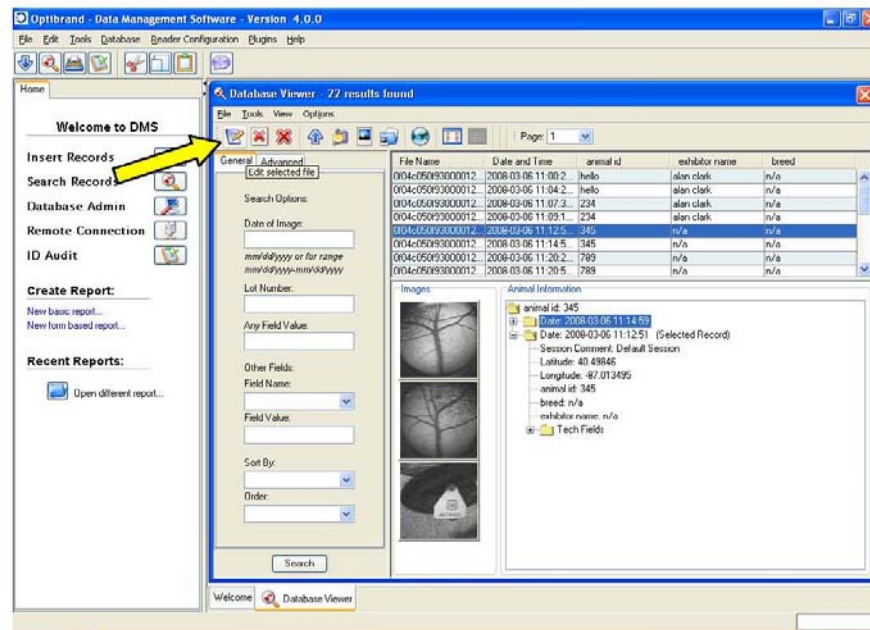 Optibrand - Data Management Software - Version 4.0.0
File Edit Tools Database Reader Configuration Plugins Help
Home
Welcome to DMS
Insert Records
Search Records
Database Admin
Remote Connection
ID Audit
Create Report:
New basic report...
New form based report...
Recent Reports:
Open different report...
Database Viewer - 22 results found
File Tools View Options
Page: 1
General Advanced
Edit selected file
Search Options:
Date of Image:
mm/dd/yyyy or for range
mm/dd/yyyy-mm/dd/yyyy
Lot Number:
Any Field Value:
Other Fields:
Field Name:
Field Value:
Sort By:
Order:
Search
File Name Date and Time animal id exhibitor name breed
0f04c050f93000012... 2008-03-06 11:00:2... hello alan clark n/a
0f04c050f93000012... 2008-03-06 11:04:2... hello alan clark n/a
0f04c050f93000012... 2008-03-06 11:07:3... 234 alan clark n/a
0f04c050f93000012... 2008-03-06 11:09:1... 234 alan clark n/a
0f04c050f93000012... 2008-03-06 11:12:5... 345 n/a n/a
0f04c050f93000012... 2008-03-06 11:14:5... 345 n/a n/a
0f04c050f93000012... 2008-03-06 11:20:2... 789 n/a n/a
0f04c050f93000012... 2008-03-06 11:20:5... 789 n/a n/a
Images
Animal Information
animal id: 345
Date: 2008-03-06 11:14:59
Date: 2008-03-06 11:12:51 (Selected Record)
Session Comment: Default Session
Latitude: 40.49846
Longitude: -87.013495
animal id: 345
breed: n/a
exhibitor name: n/a
Tech Fields
Welcome Database Viewer